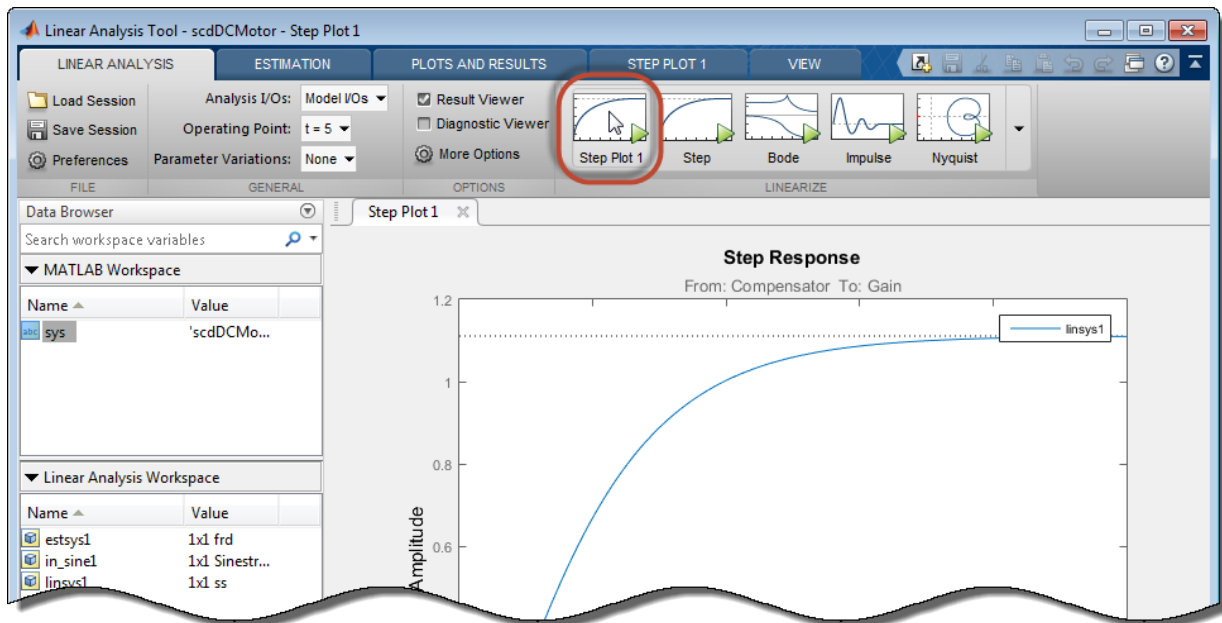 Linear Analysis Tool - scdDCMotor - Step Plot 1
LINEAR ANALYSIS ESTIMATION PLOTS AND RESULTS STEP PLOT 1 VIEW
Load Session Analysis I/Os: Model I/Os Result Viewer
Save Session Operating Point: t = 5 Diagnostic Viewer
Preferences Parameter Variations: None More Options
Step Plot 1 Step Bode Impulse Nyquist
FILE GENERAL OPTIONS LINEARIZE
Data Browser
Search workspace variables
MATLAB Workspace
Name Value
abc sys 'scdDCMo...
Linear Analysis Workspace
Name Value
estsys1 1x1 frd
in_sine1 1x1 Sinestr...
linsys1 1x1 ss
Step Plot 1
Step Response
From: Compensator To: Gain
1.2
linsys1
1
0.8
0.6
Amplitude